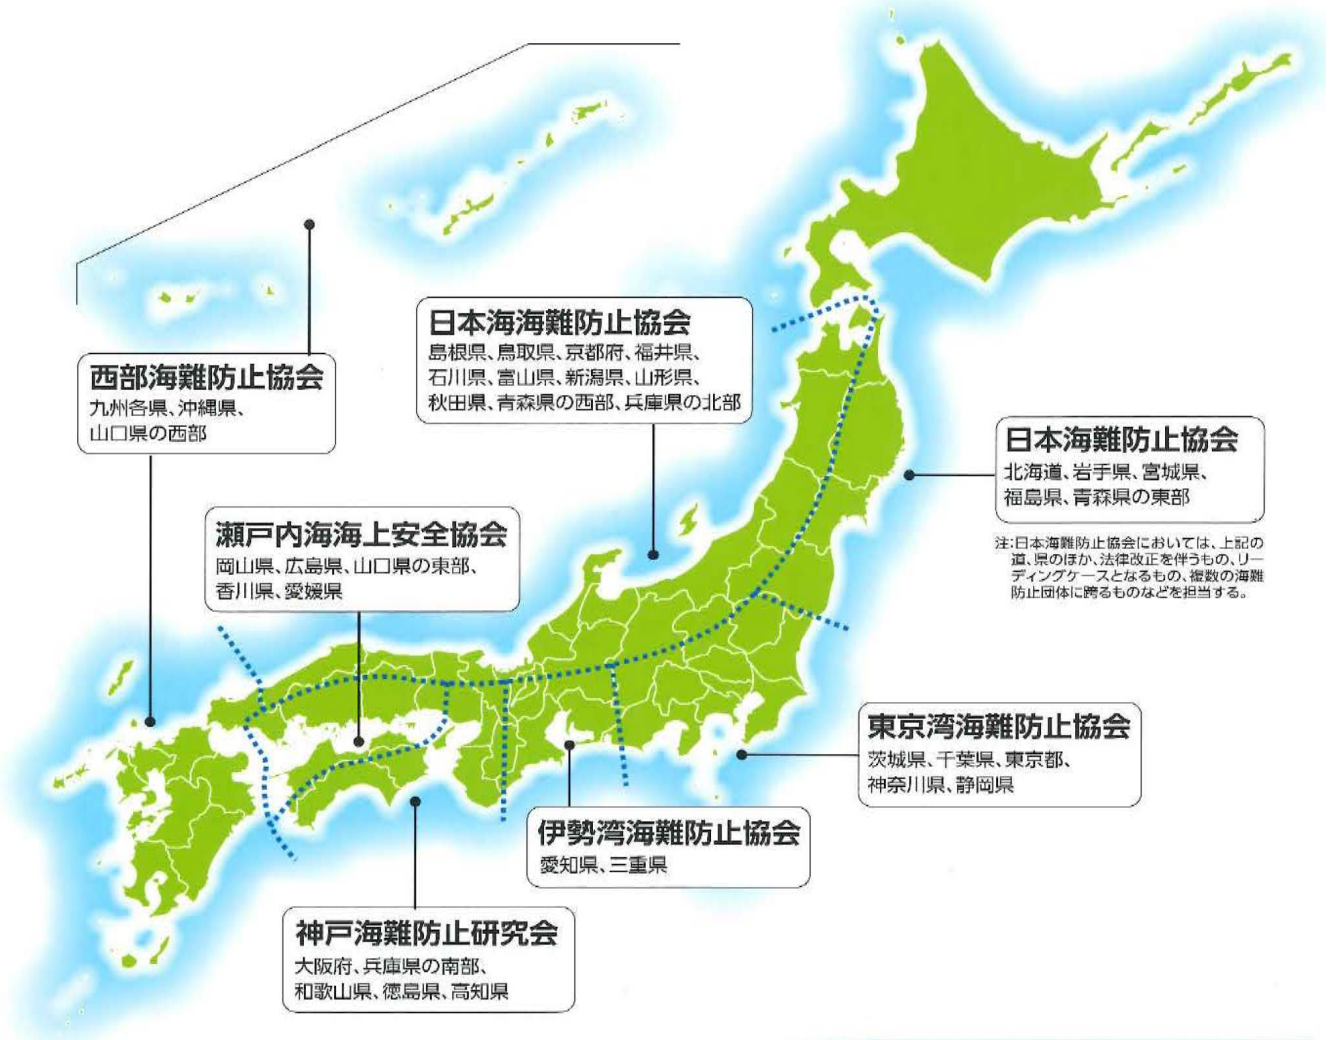 日本海海難防止協会
島根県、鳥取県、京都府、福井県、
石川県、富山県、新潟県、山形県、
秋田県、青森県の西部、兵庫県の北部
西部海難防止協会
九州各県、沖縄県、
山口県の西部
日本海難防止協会
北海道、岩手県、宮城県、
福島県、青森県の東部
注:日本海難防止協会においては、上記の
道、県のほか、法律改正を伴うもの、リー
ディングケースとなるもの、複数の海難
防止団体に跨るものなどを担当する。
瀬戸内海海上安全協会
岡山県、広島県、山口県の東部、
香川県、愛媛県
東京湾海難防止協会
茨城県、千葉県、東京都、
神奈川県、静岡県
伊勢湾海難防止協会
愛知県、三重県
神戸海難防止研究会
大阪府、兵庫県の南部、
和歌山県、徳島県、高知県